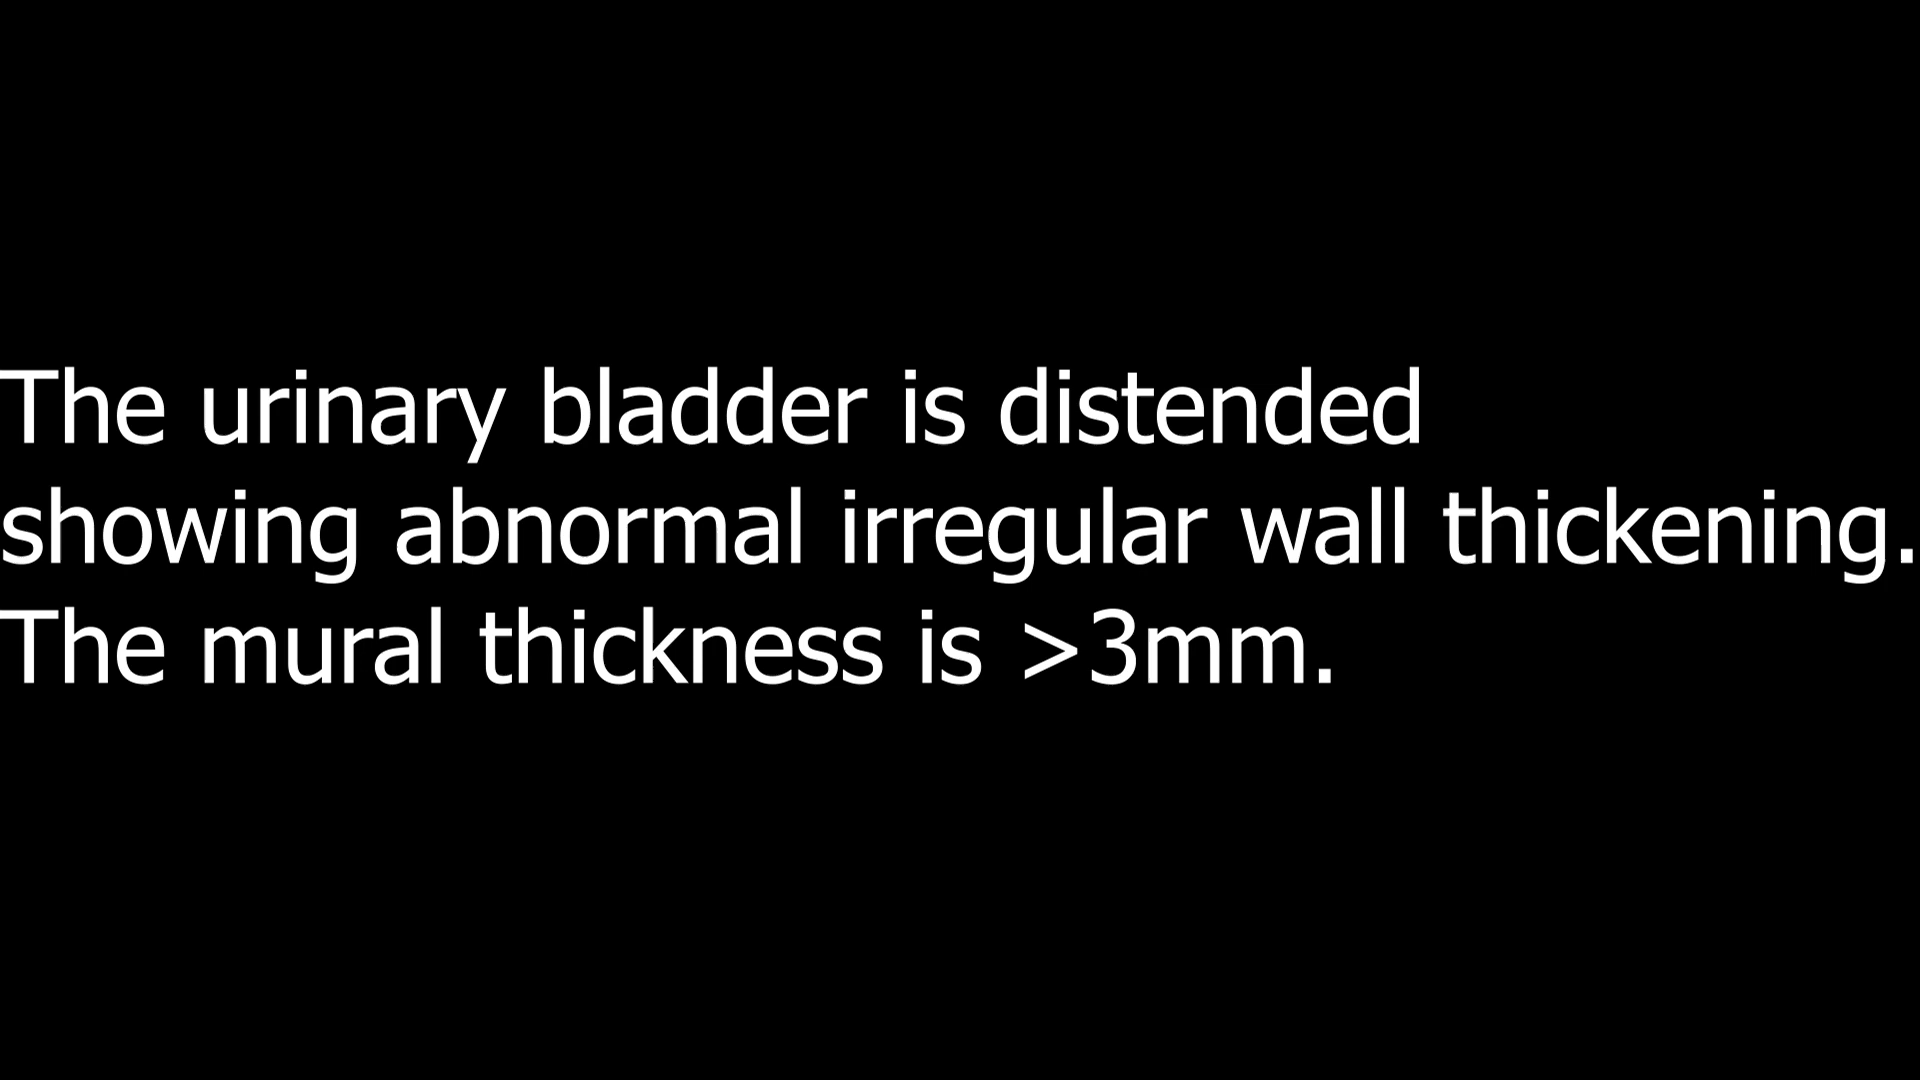 The urinary bladder is distended
showing abnormal irregular wall thickening.
The mural thickness is >3mm.